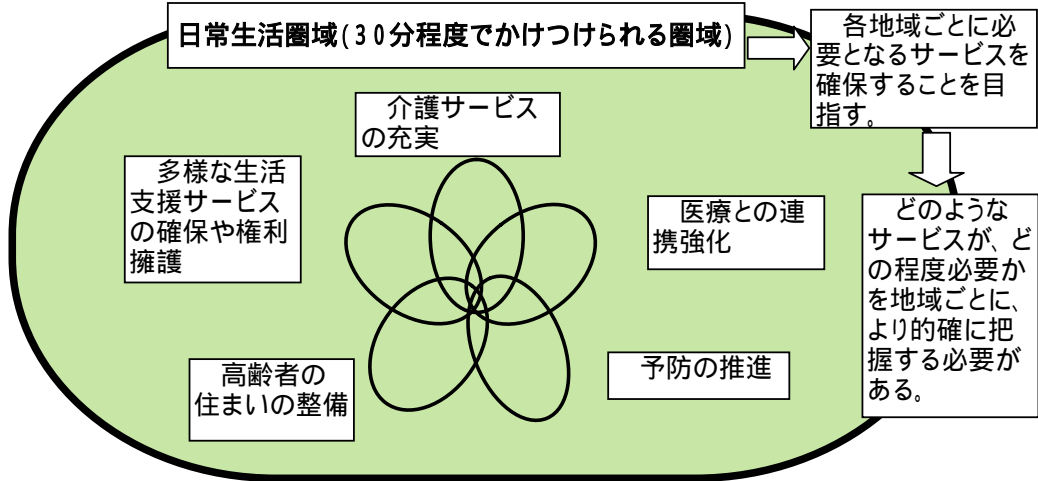 日常生活圏域(30分程度でかけつけられる圏域)
各地域ごとに必
要となるサービスを
確保することを目
指す。
介護サービス
の充実
多様な生活
支援サービス
の確保や権利
擁護
医療との連
携強化
どのような
サービスが、ど
の程度必要か
を地域ごとに、
より的確に把
握する必要が
ある。
高齢者の
住まいの整備
予防の推進